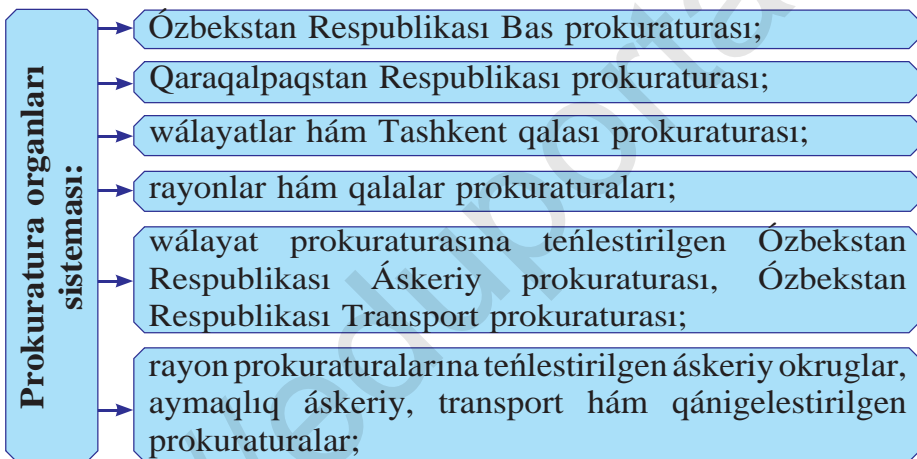 Prokuratura organları
sisteması:
Ózbekstan Respublikası Bas prokuraturası;
Qaraqalpaqstan Respublikası prokuraturası;
wálayatlar hám Tashkent qalası prokuraturası;
rayonlar hám qalalar prokuraturaları;
wálayat prokuraturasına teńlestirilgen Ózbekstan
Respublikası Áskeriy prokuraturası, Ózbekstan
Respublikası Transport prokuraturası;
rayon prokuraturalarına teńlestirilgen áskeriy okruglar,
aymaqlıq áskeriy, transport hám qánigelestirilgen
prokuraturalar;
/eduporta